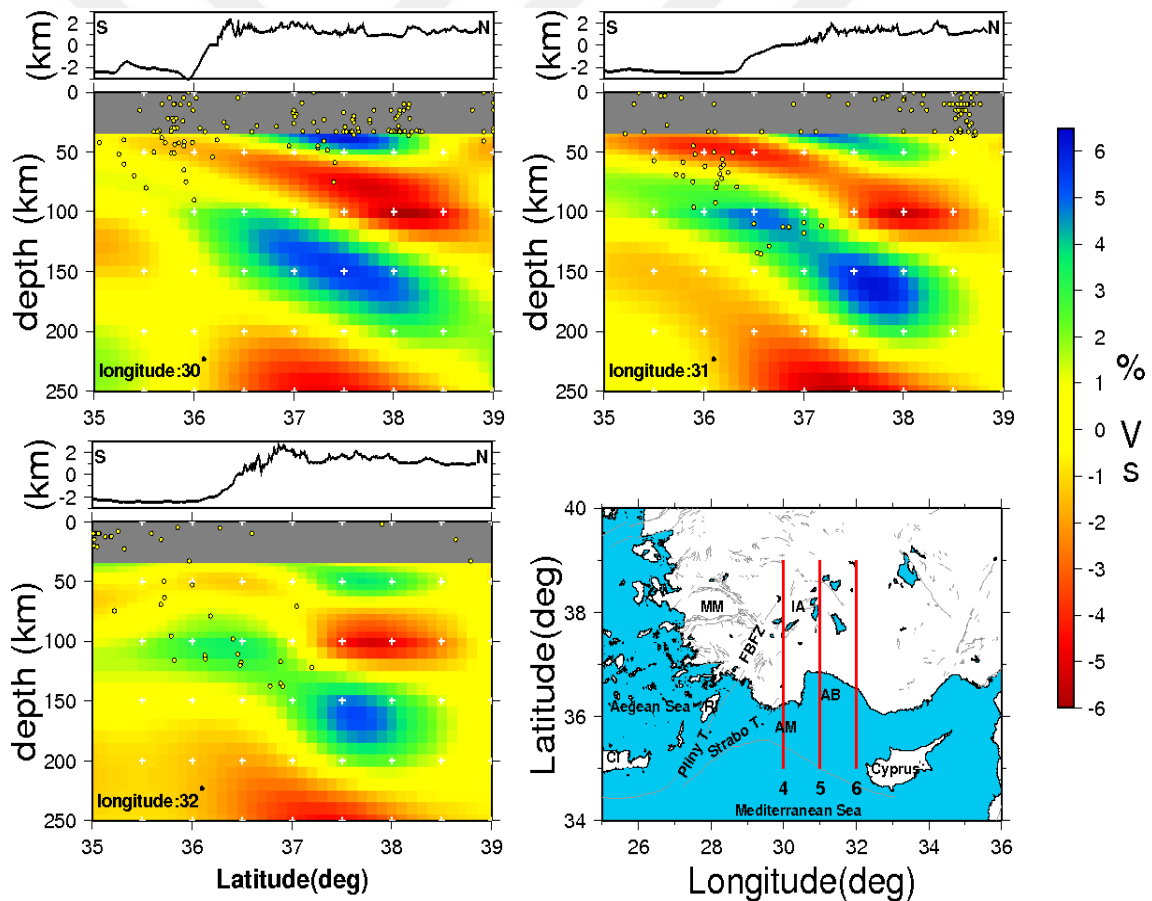 (km)
2
0
-2
S
N
depth (km)
0
50
100
150
200
250
longitude:30°
35
36
37
38
39
(km)
2
0
-2
S
N
depth (km)
0
50
100
150
200
250
longitude:31°
35
36
37
38
39
6
5
4
3
2
1
0
-1
-2
-3
-4
-5
-6
%
V
S
(km)
2
0
-2
S
N
depth (km)
0
50
100
150
200
250
longitude:32°
35
36
37
38
39
Latitude(deg)
Latitude(deg)
40
38
36
34
MM
FBFZ
IA
Aegean Sea
RI
AB
AM
Pliny T.
Strabo T.
CI
Cyprus
4
5
6
Mediterranean Sea
26
28
30
32
34
36
Longitude(deg)